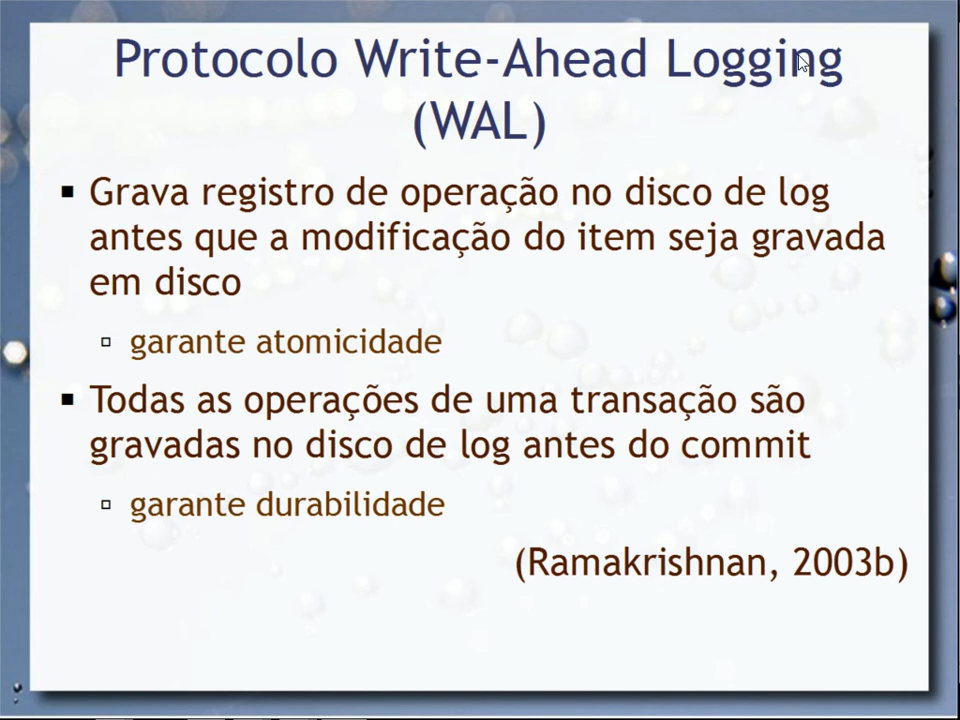 Protocolo Write-Ahead Logging
(WAL)
Grava registro de operação no disco de log
antes que a modificação do item seja gravada
em disco
garante atomicidade
Todas as operações de uma transação são
gravadas no disco de log antes do commit
garante durabilidade
(Ramakrishnan, 2003b)